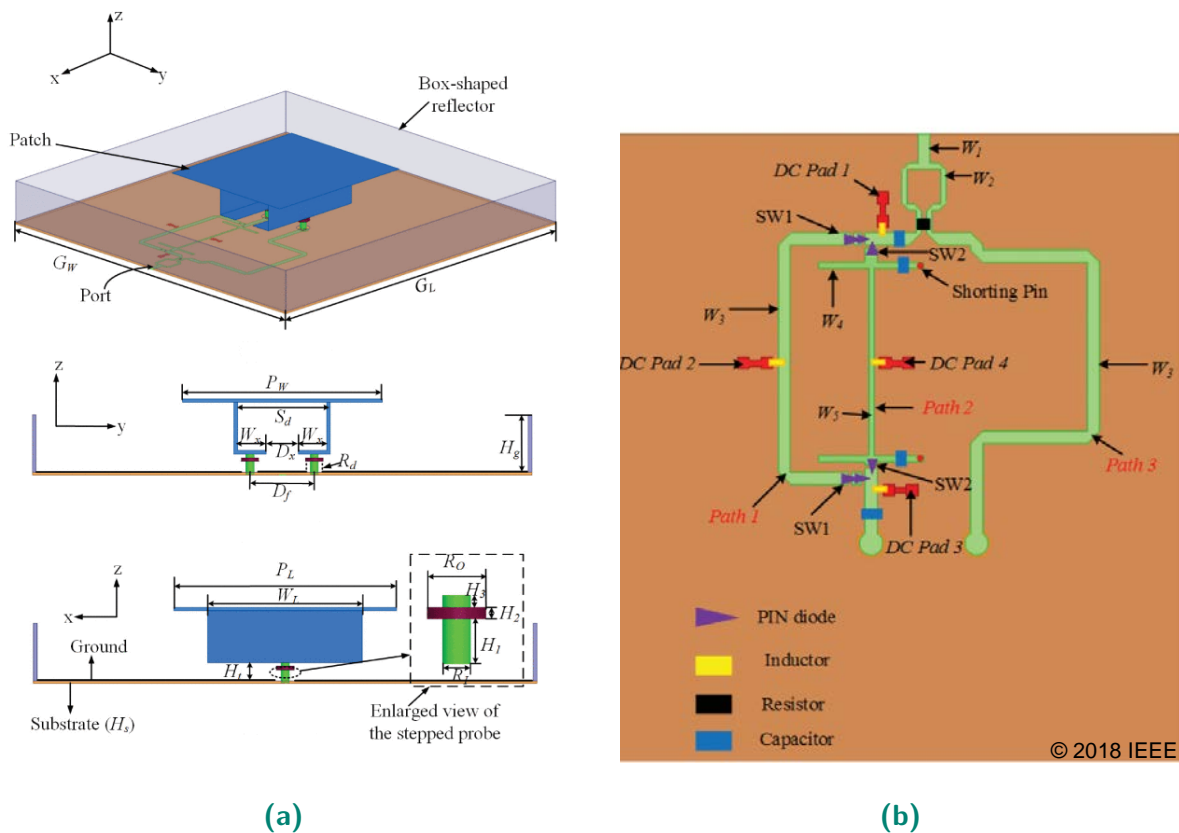 z
x
y
Box-shaped
reflector
Patch
G_W
Port
G_L
z
y
P_W
S_d
W_x
W_x
D_x
H_g
R_d
D_f
z
x
P_L
W_L
Ground
H_t
Substrate (H_s)
R_O
H_3
H_2
H_1
R_I
Enlarged view of
the stepped probe
(a)
W_1
DC Pad 1
W_2
SW1
SW2
Shorting Pin
W_3
W_4
DC Pad 2
DC Pad 4
W_3
W_5
Path 2
Path 3
SW2
Path 1
SW1
DC Pad 3
PIN diode
Inductor
Resistor
Capacitor
© 2018 IEEE
(b)